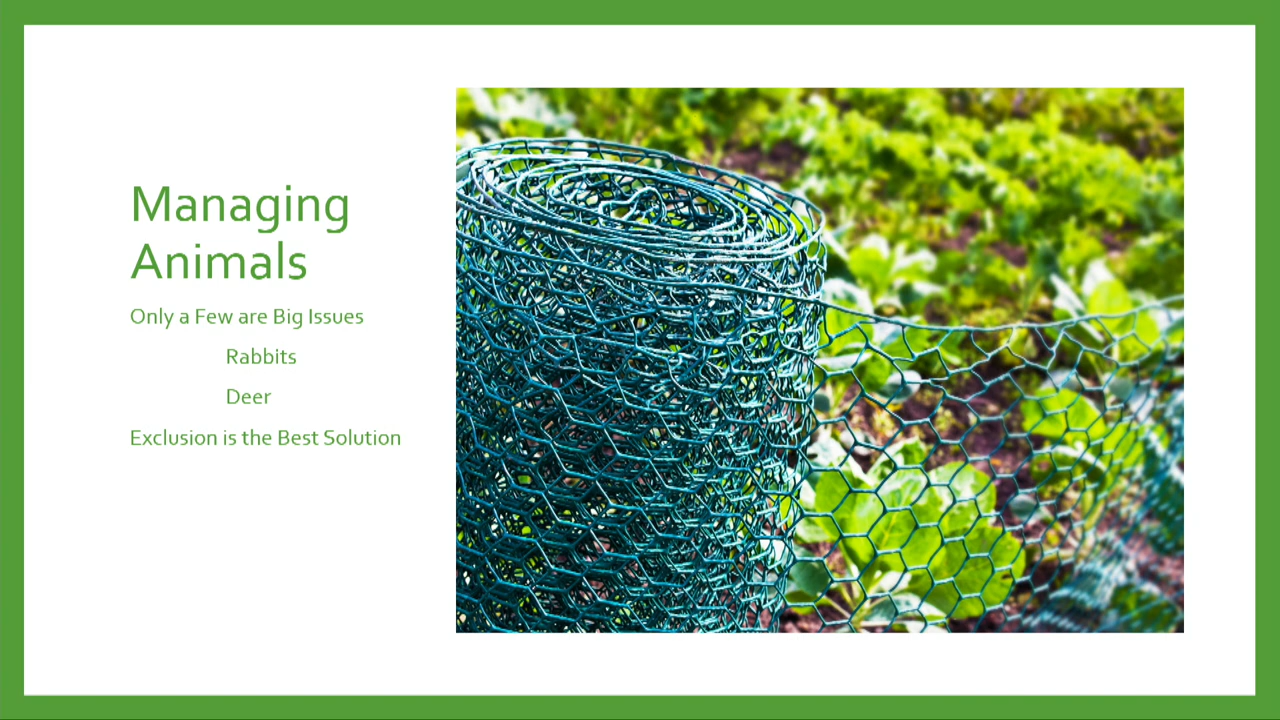 Managing
Animals
Only a Few are Big Issues
Rabbits
Deer
Exclusion is the Best Solution